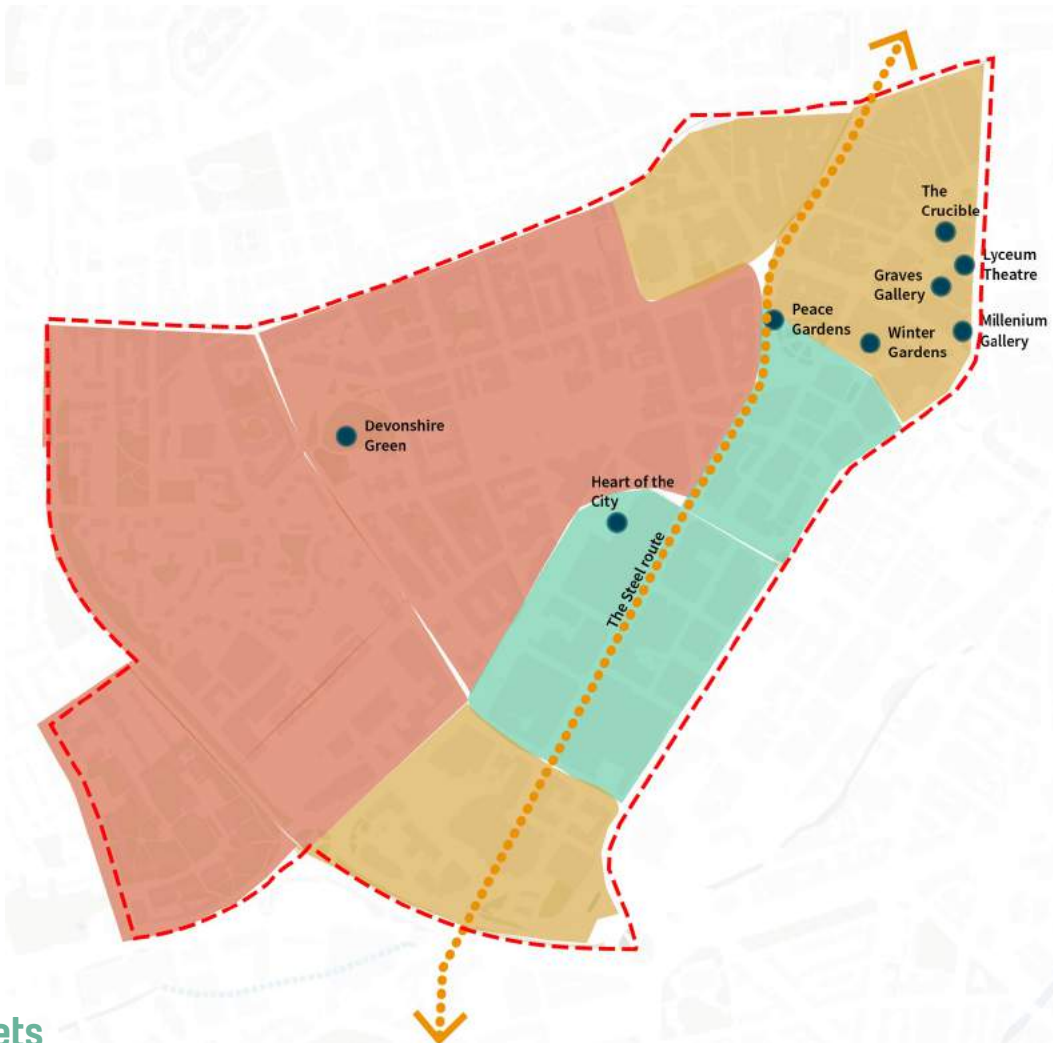 The
Crucible
Lyceum
Theatre
Graves
Gallery
Peace
Gardens
Millenium
Gallery
Winter
Gardens
Devonshire
Green
Heart of the
City
The Steel route
ets